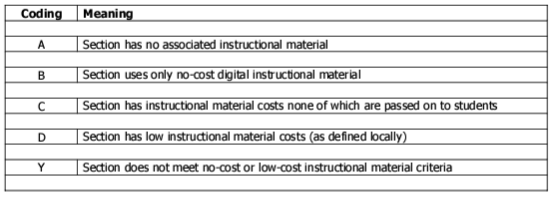 Coding Meaning
A Section has no associated instructional material
B Section uses only no-cost digital instructional material
C Section has instructional material costs none of which are passed on to students
D Section has low instructional material costs (as defined locally)
Y Section does not meet no-cost or low-cost instructional material criteria